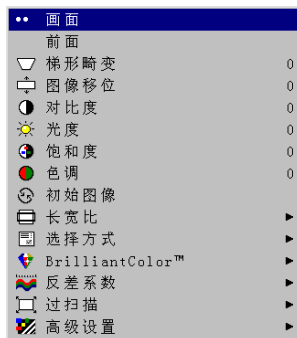 画面
前面
梯形畸变 0
图像移位 0
对比度 0
光度 0
饱和度 0
色调 0
初始图像
长宽比
选择方式
BrilliantColor™
反差系数
过扫描
高级设置